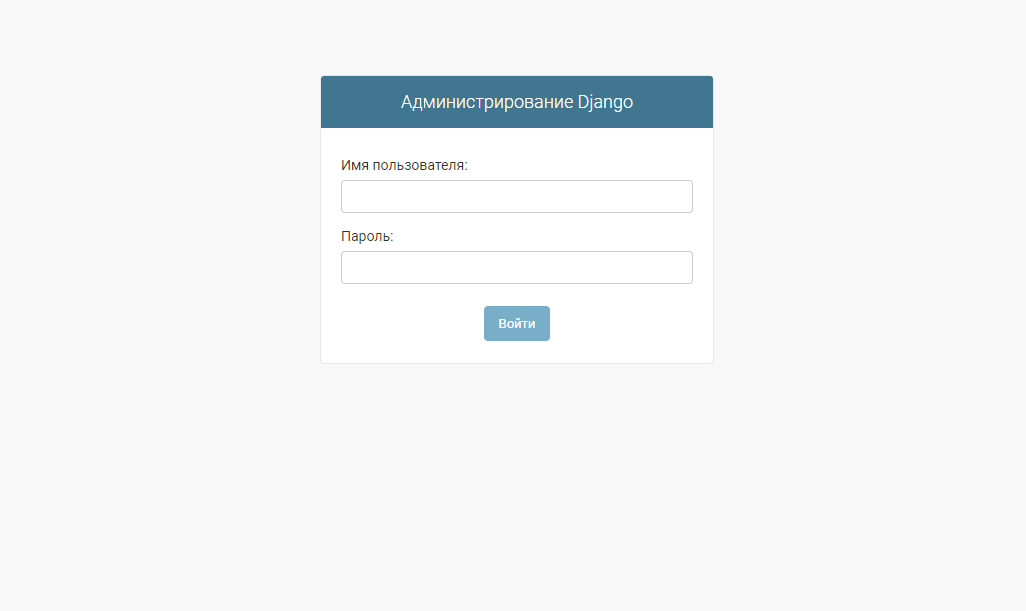 Администрирование Django
Имя пользователя:
Пароль:
Войти